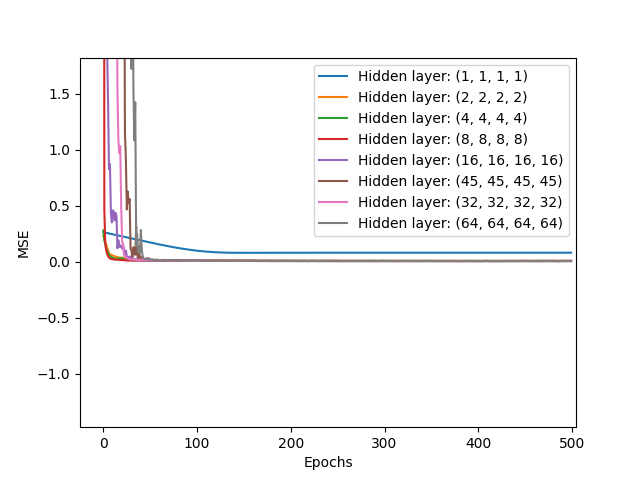 Hidden layer: (1, 1, 1, 1)
Hidden layer: (2, 2, 2, 2)
Hidden layer: (4, 4, 4, 4)
Hidden layer: (8, 8, 8, 8)
Hidden layer: (16, 16, 16, 16)
Hidden layer: (45, 45, 45, 45)
Hidden layer: (32, 32, 32, 32)
Hidden layer: (64, 64, 64, 64)
MSE
1.5
1.0
0.5
0.0
−0.5
−1.0
0 100 200 300 400 500
Epochs